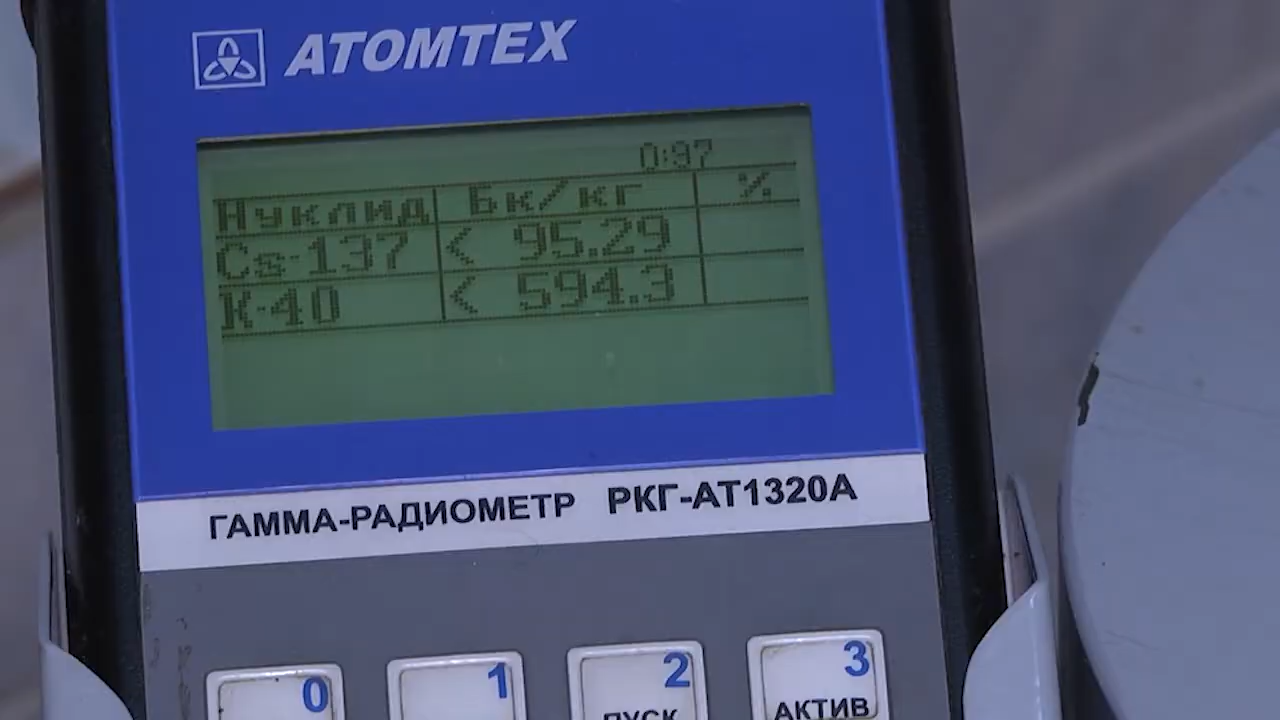 ATOMTEX
0:97
Нуклид Бк/кг %
Cs-137 < 95.29
K-40 < 594.3
ГАММА-РАДИОМЕТР РКГ-АТ1320А
0 1 2 3
ПУСК АКТИВ